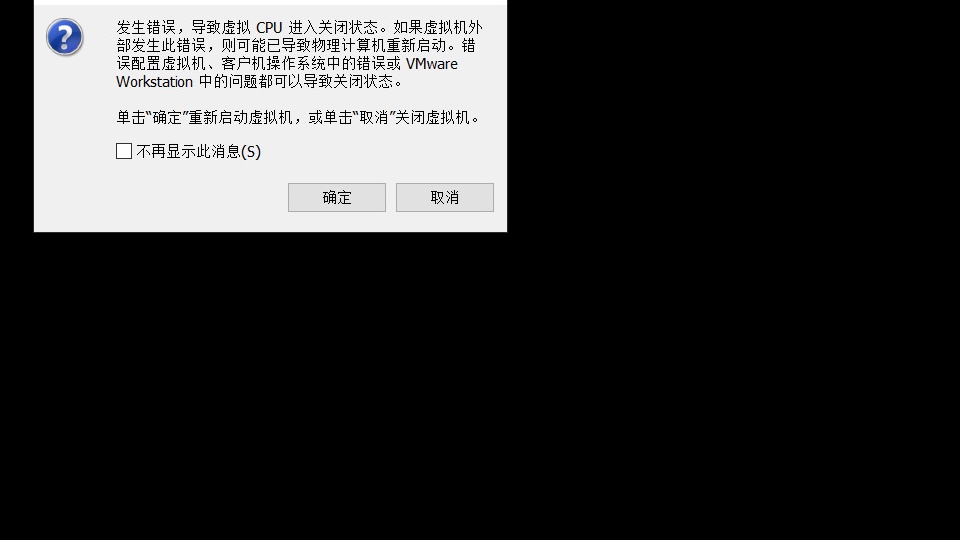 发生错误，导致虚拟 CPU 进入关闭状态。如果虚拟机外
部发生此错误，则可能已导致物理计算机重新启动。错
误配置虚拟机、客户机操作系统中的错误或 VMware
Workstation 中的问题都可以导致关闭状态。
单击“确定”重新启动虚拟机，或单击“取消”关闭虚拟机。
不再显示此消息(S)
确定
取消